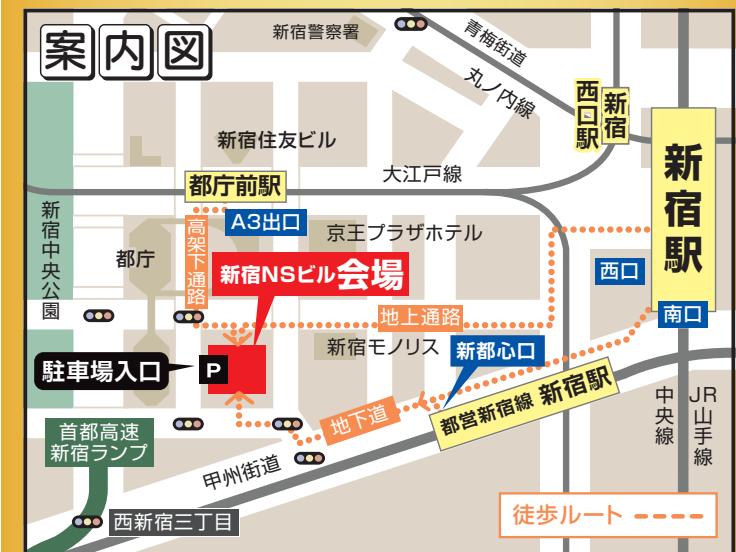 案内図
新宿警察署
青梅街道
丸ノ内線
新宿
西口駅
新宿駅
新宿住友ビル
大江戸線
都庁前駅
A3出口
新宿中央公園
都庁
高架下通路
京王プラザホテル
新宿NSビル会場
西口
南口
地上通路
新宿モノリス
新都心口
駐車場入口
P
都営新宿線 新宿駅
地下道
首都高速
新宿ランプ
甲州街道
中央線
JR山手線
西新宿三丁目
徒歩ルート